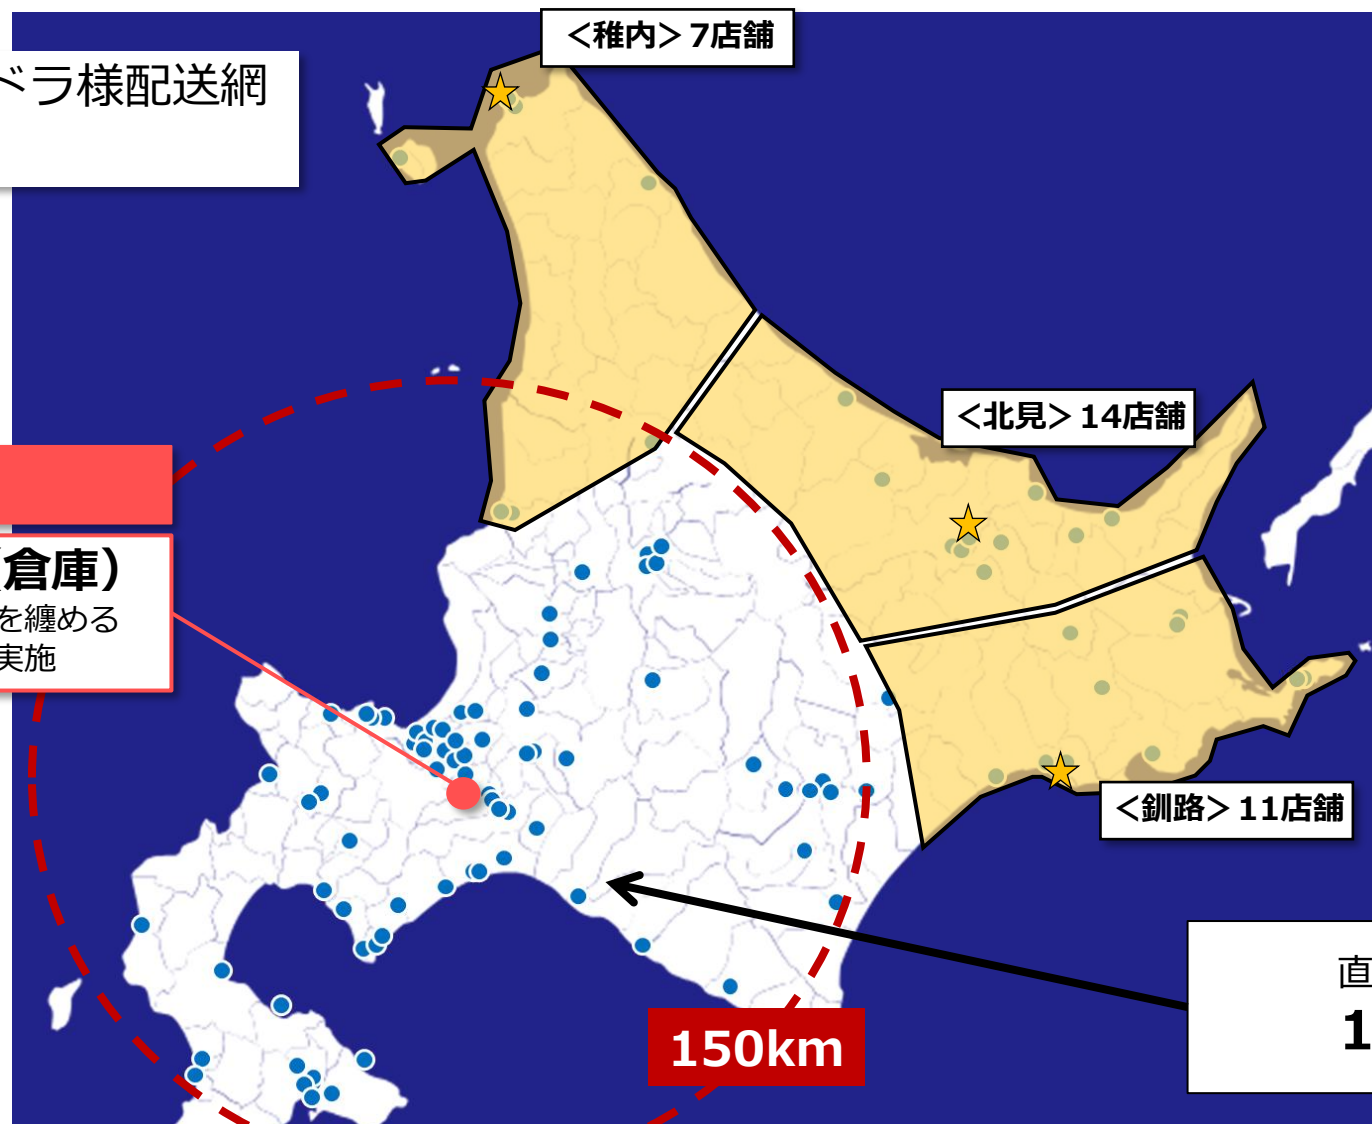 ＜稚内＞7店舗
ドラ様配送網
＜北見＞14店舗
（倉庫）
を纏める
実施
＜釧路＞11店舗
直
1
150km